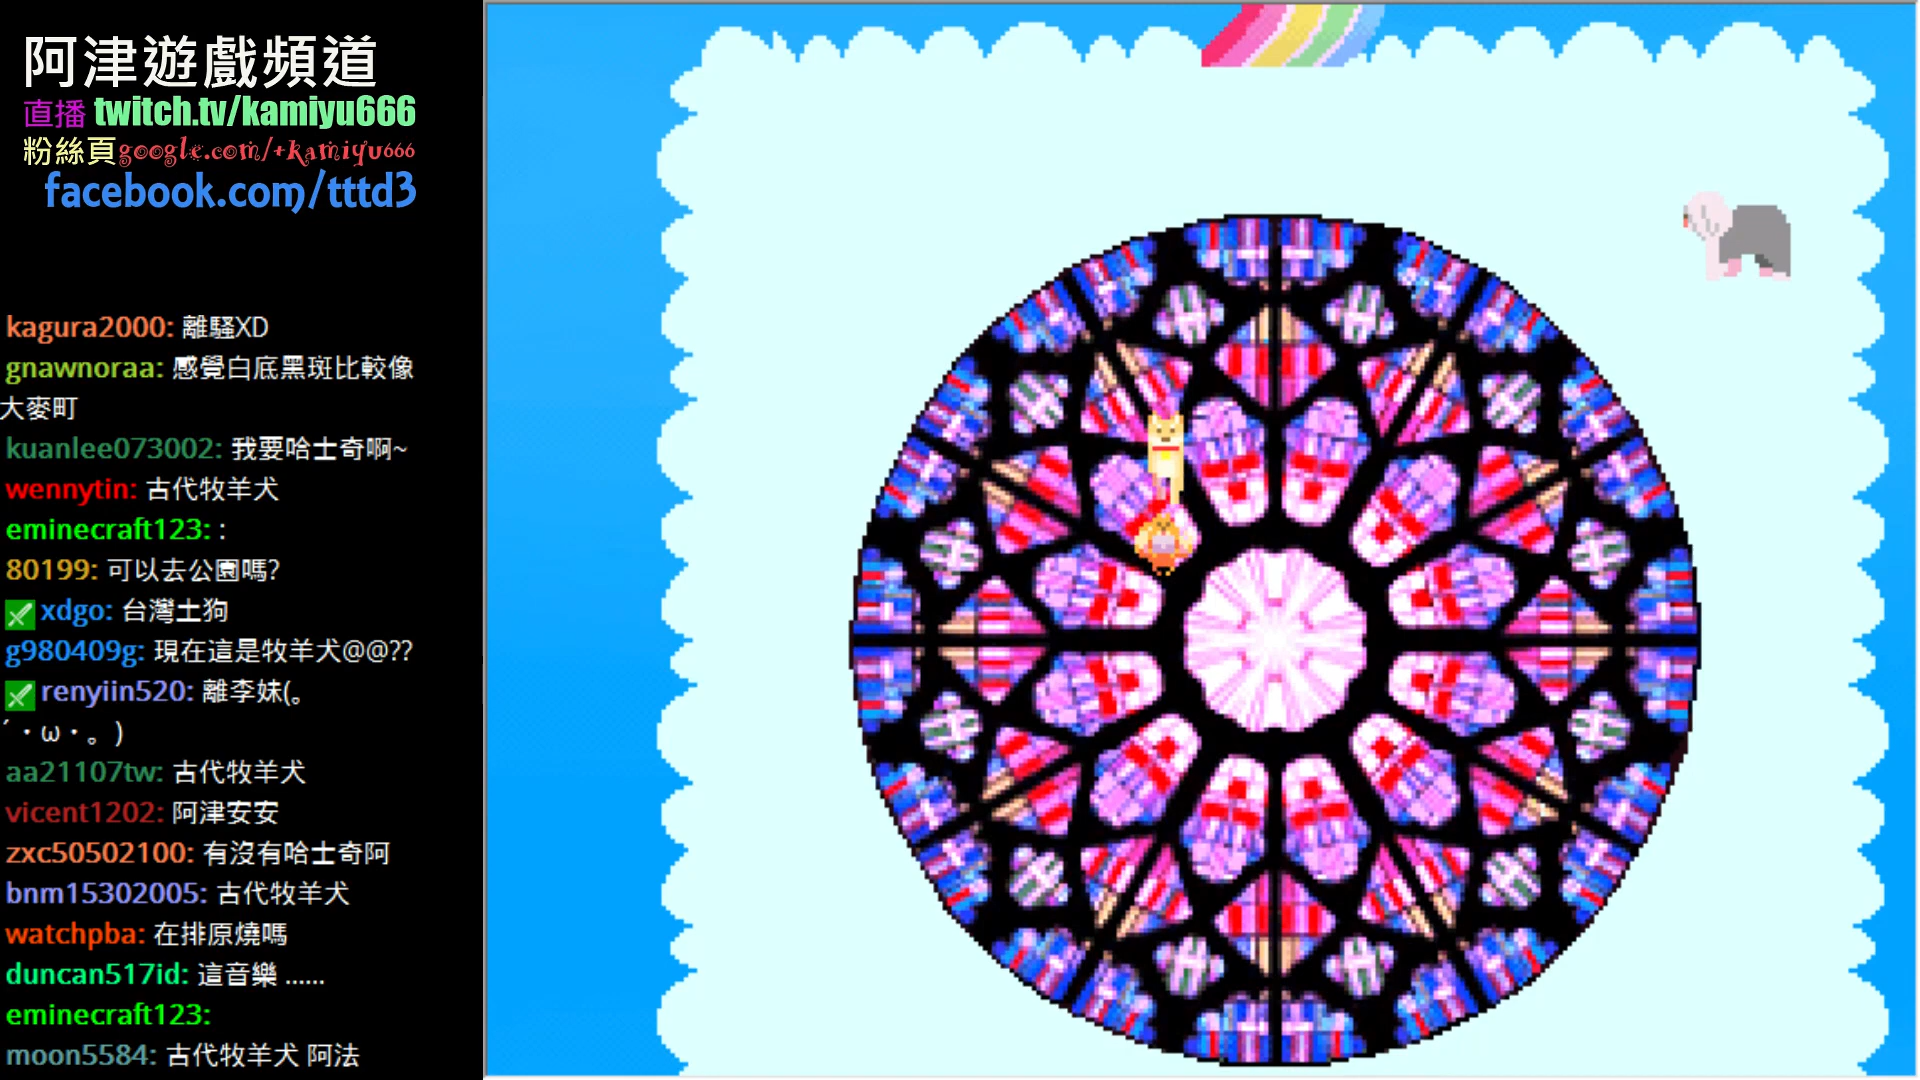 阿津遊戲頻道
直播 twitch.tv/kamiyu666
粉絲頁google.com/+kamiyu666
facebook.com/tttd3
kagura2000: 離騷XD
gnawnoraa: 感覺白底黑斑比較像
大麥町
kuanlee073002: 我要哈士奇啊~
wennytin: 古代牧羊犬
eminecraft123: :
80199: 可以去公園嗎?
xdgo: 台灣土狗
g980409g: 現在這是牧羊犬@@??
renyiin520: 離李妹(。
´・ω・。)
aa21107tw: 古代牧羊犬
vicent1202: 阿津安安
zxc50502100: 有沒有哈士奇阿
bnm15302005: 古代牧羊犬
watchpba: 在排原燒嗎
duncan517id: 這音樂 ......
eminecraft123:
moon5584: 古代牧羊犬 阿法